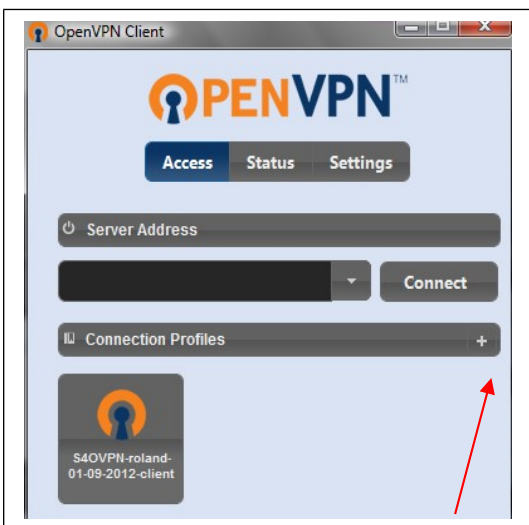 OpenVPN Client
OPENVPN™
Access Status Settings
Server Address
Connect
Connection Profiles +
S4OVPN-roland-
01-09-2012-client